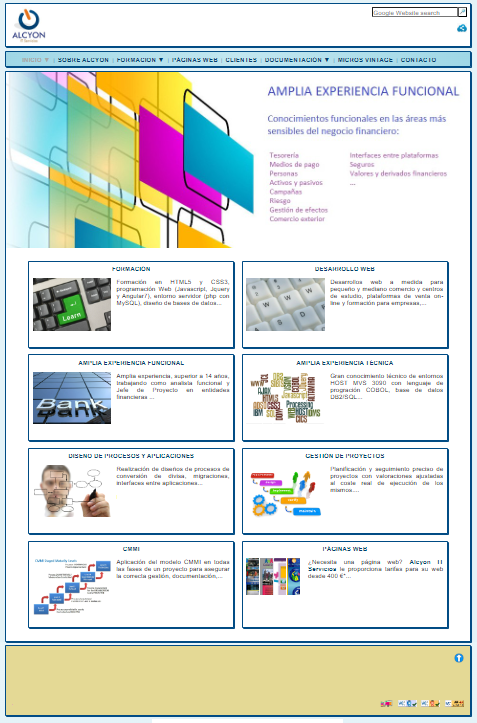 ALCYON
IT Servicios
Google Website search
INICIO ▼ | SOBRE ALCYON | FORMACION ▼ | PÁGINAS WEB | CLIENTES | DOCUMENTACIÓN ▼ | MICROS VINTAGE | CONTACTO
AMPLIA EXPERIENCIA FUNCIONAL
Conocimientos funcionales en las áreas más
sensibles del negocio financiero:
Tesorería
Medios de pago
Personas
Activos y pasivos
Campañas
Riesgo
Gestión de efectos
Comercio exterior
Interfaces entre plataformas
Seguros
Valores y derivados financieros
...
FORMACIÓN
Learn
Formación en HTML5 y CSS3,
programación Web (Javascript, Jquery
y Angular7), entorno servidor (php con
MySQL), diseño de bases de datos...
DESARROLLO WEB
Desarrollos web a medida para
pequeño y mediano comercio y centros
de estudio, plataformas de venta on-
line y formación para empresas,...
AMPLIA EXPERIENCIA FUNCIONAL
Bank
Amplia experiencia, superior a 14 años,
trabajando como analista funcional y
Jefe de Proyecto en entidades
financieras ...
AMPLIA EXPERIENCIA TÉCNICA
Gran conocimiento técnico de entornos
HOST MVS 3090 con lenguaje de
progración COBOL, base de datos
DB2/SQL...
DISEÑO DE PROCESOS Y APLICACIONES
Realización de diseños de procesos de
conversión de divisa, migraciones,
interfaces entre aplicaciones...
GESTIÓN DE PROYECTOS
Planificación y seguimiento preciso de
proyectos con valoraciones ajustadas
al coste real de ejecución de los
mismos....
CMMI
Aplicación del modelo CMMI en todas
las fases de un proyecto para asegurar
la correcta gestión, documentación,...
PÁGINAS WEB
¿Necesita una página web? Alcyon IT
Servicios le proporciona tarifas para su web
desde 400 €*...